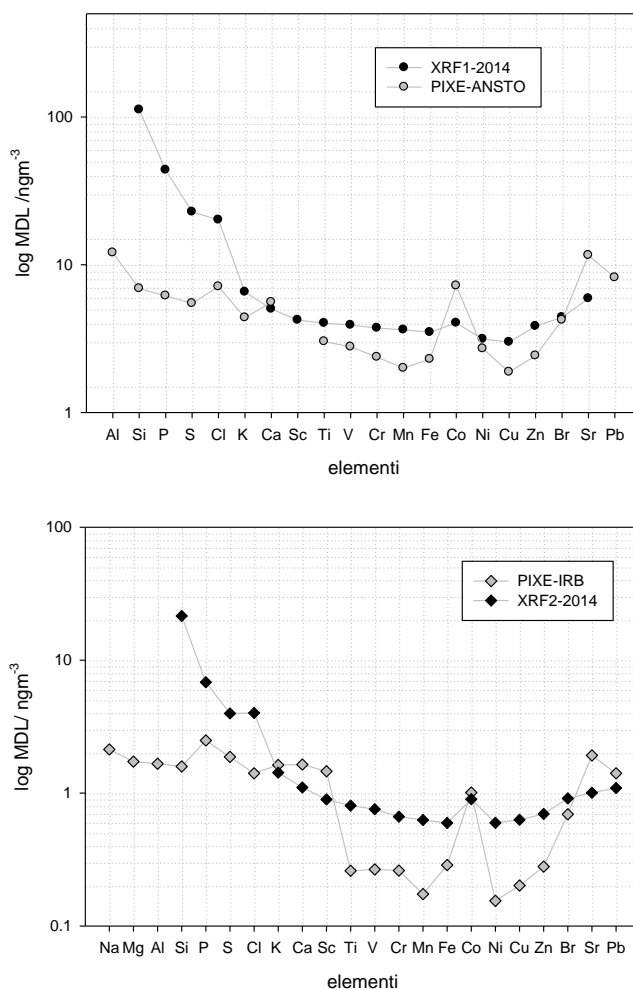 XRF1-2014
PIXE-ANSTO
log MDL /ngm-3
100
10
1
Al Si P S Cl K Ca Sc Ti V Cr Mn Fe Co Ni Cu Zn Br Sr Pb
elementi
PIXE-IRB
XRF2-2014
log MDL/ ngm-3
100
10
1
0.1
Na Mg Al Si P S Cl K Ca Sc Ti V Cr Mn Fe Co Ni Cu Zn Br Sr Pb
elementi